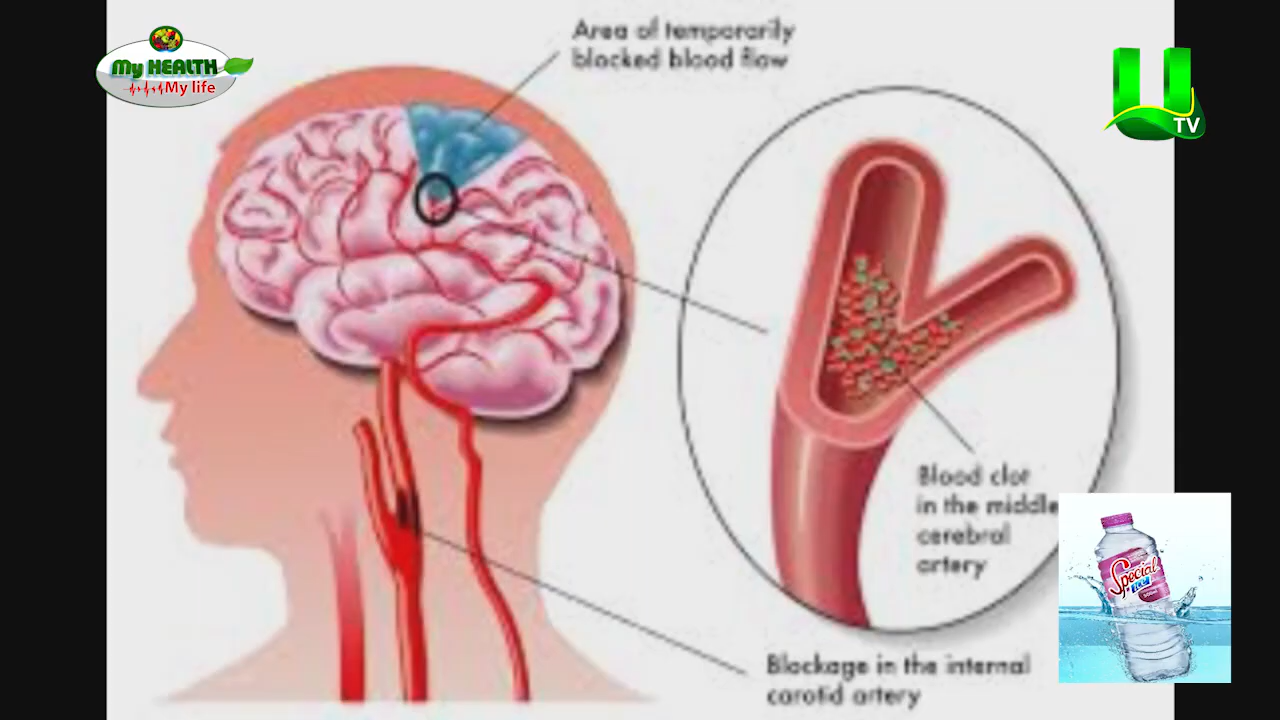 My HEALTH
My life
Area of temporarily
blocked blood flow
U
TV
Blood clot
in the middle
cerebral
artery
Special
Blockage in the internal
carotid artery